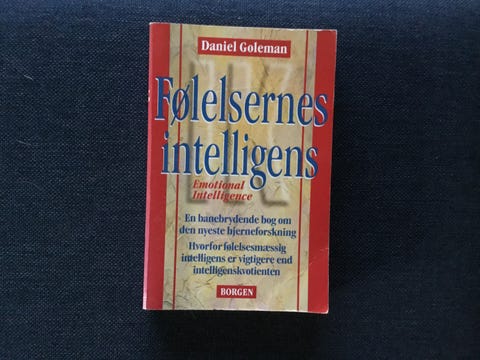 Daniel Goleman
Følelsernes
intelligens
Emotional
Intelligence
En banebrydende bog om
den nyeste hjerneforskning
Hvorfor følelsesmæssig
intelligens er vigtigere end
intelligenskvotienten
BORGEN